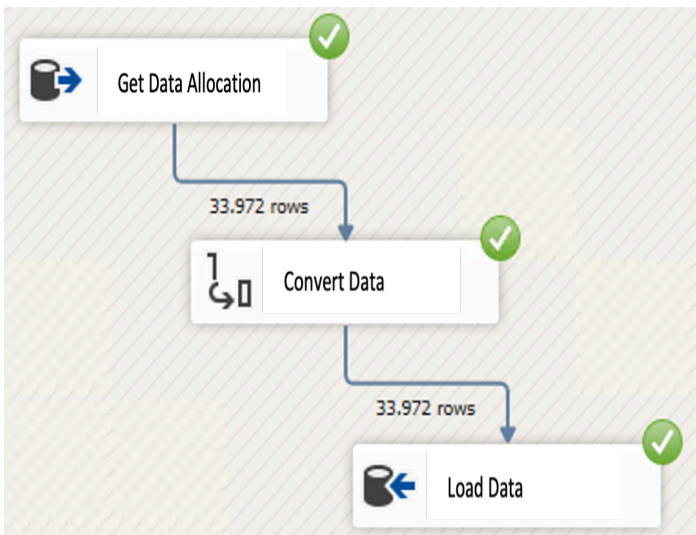 Get Data Allocation
33.972 rows
Convert Data
33.972 rows
Load Data